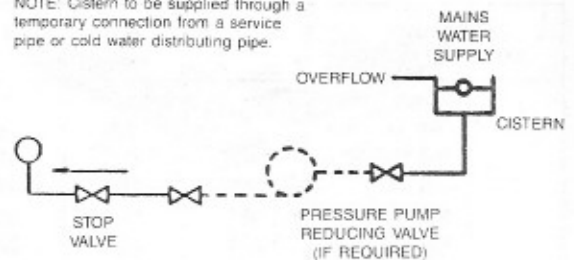 NOTE: Cistern to be supplied through a
temporary connection from a service
pipe or cold water distributing pipe.
MAINS
WATER
SUPPLY
OVERFLOW
CISTERN
STOP
VALVE
PRESSURE PUMP
REDUCING VALVE
(IF REQUIRED)